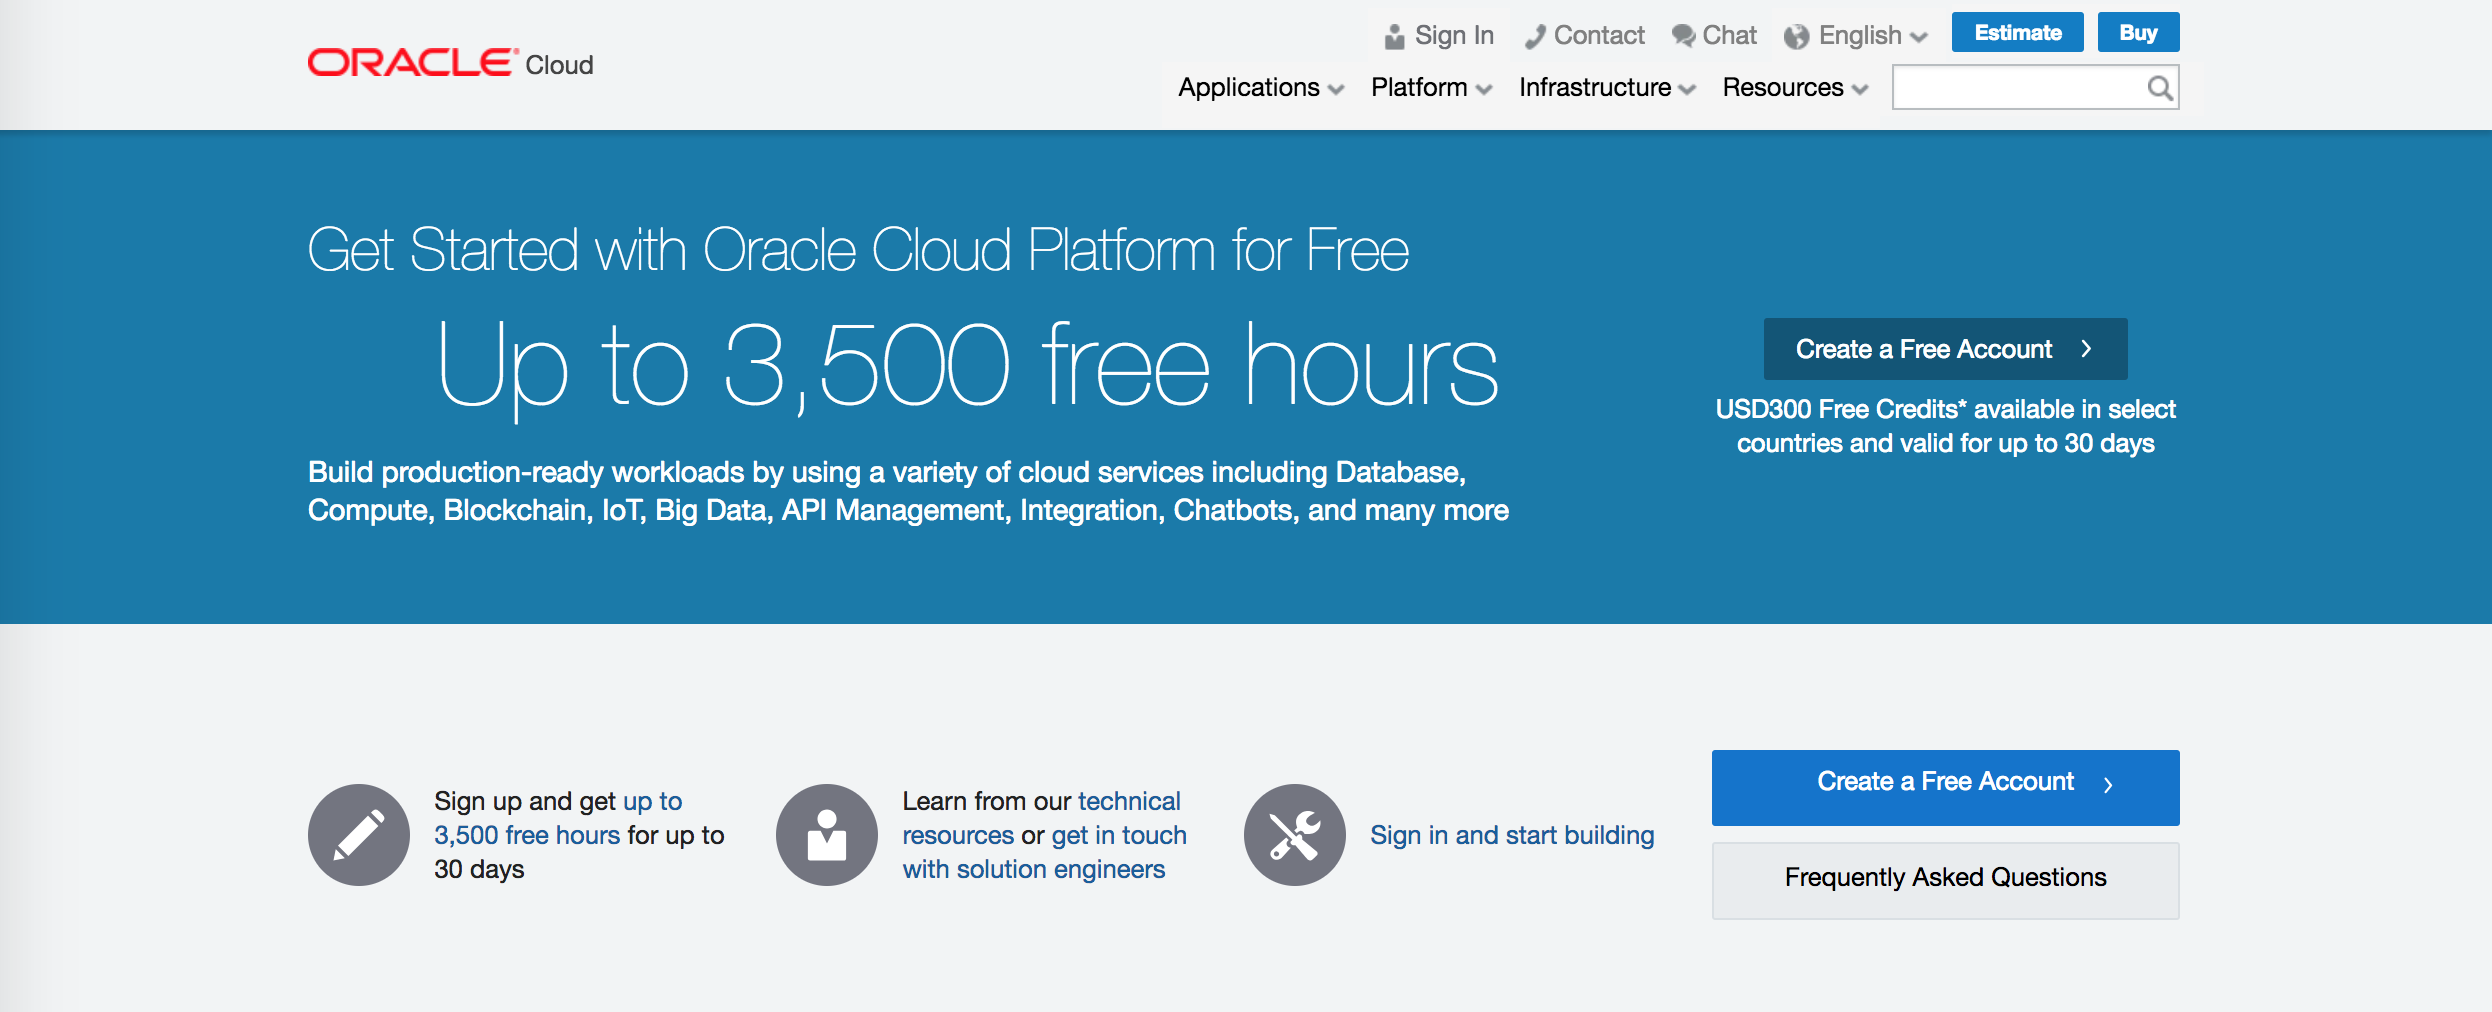 ORACLE Cloud
Sign In Contact Chat English Estimate Buy
Applications Platform Infrastructure Resources
Get Started with Oracle Cloud Platform for Free
Up to 3,500 free hours
Build production-ready workloads by using a variety of cloud services including Database,
Compute, Blockchain, IoT, Big Data, API Management, Integration, Chatbots, and many more
Create a Free Account
USD300 Free Credits* available in select
countries and valid for up to 30 days
Sign up and get up to
3,500 free hours for up to
30 days
Learn from our technical
resources or get in touch
with solution engineers
Sign in and start building
Create a Free Account
Frequently Asked Questions